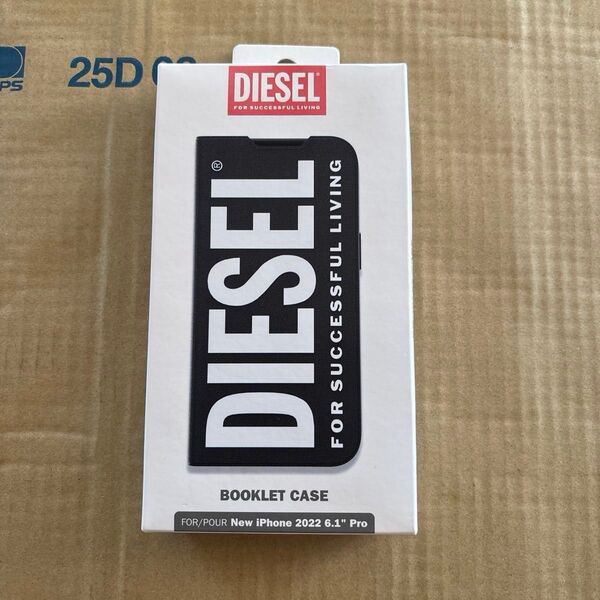 25D
PS
DIESEL®
FOR SUCCESSFUL LIVING
DIESEL®
FOR SUCCESSFUL LIVING
BOOKLET CASE
FOR/POUR New iPhone 2022 6.1" Pro